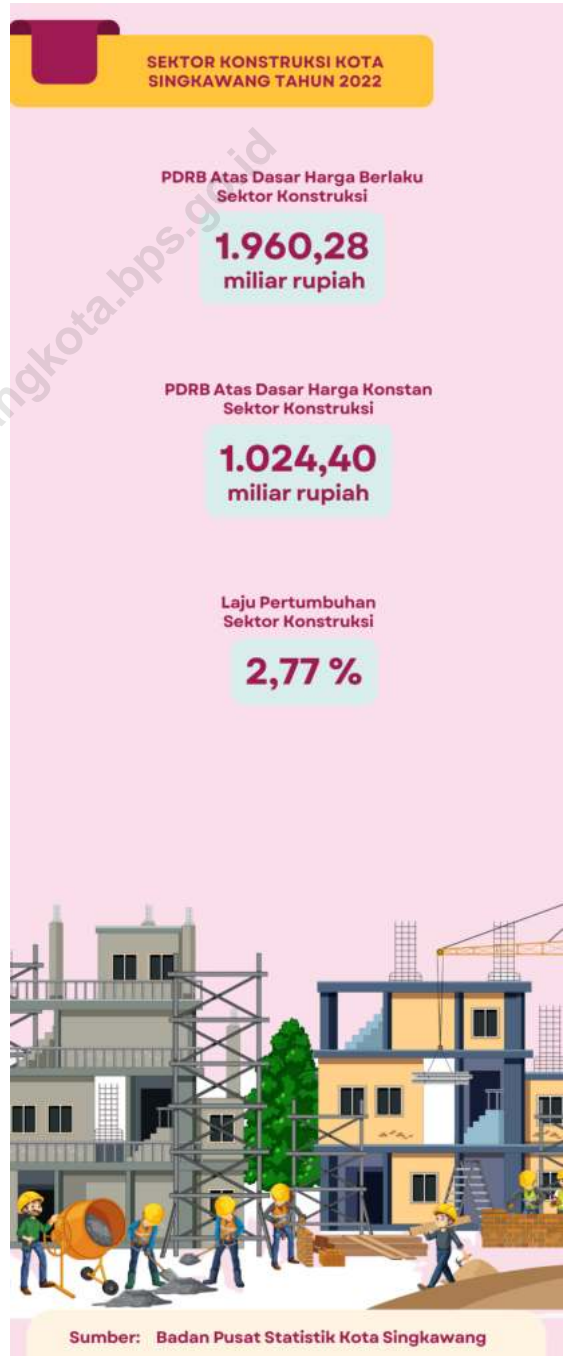 SEKTOR KONSTRUKSI KOTA
SINGKAWANG TAHUN 2022
PDRB Atas Dasar Harga Berlaku
Sektor Konstruksi
1.960,28
miliar rupiah
PDRB Atas Dasar Harga Konstan
Sektor Konstruksi
1.024,40
miliar rupiah
Laju Pertumbuhan
Sektor Konstruksi
2,77 %
Sumber: Badan Pusat Statistik Kota Singkawang